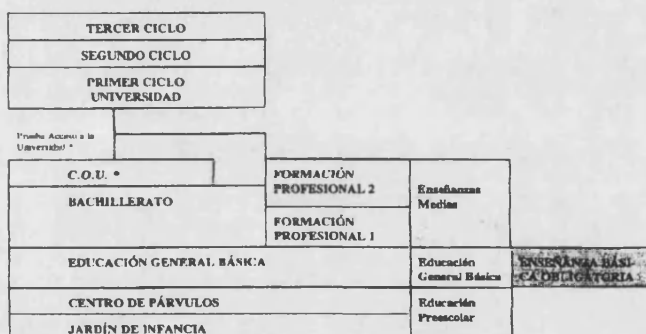 TERCER CICLO
SEGUNDO CICLO
PRIMER CICLO
UNIVERSIDAD
Prueba Acceso a la
Universidad *
C.O.U. *
BACHILLERATO
FORMACIÓN
PROFESIONAL 2
FORMACIÓN
PROFESIONAL 1
Enseñanzas
Medias
EDUCACIÓN GENERAL BÁSICA
Educación
General Básica
ENSEÑANZA BÁSI-
CA OBLIGATORIA
CENTRO DE PÁRVULOS
JARDÍN DE INFANCIA
Educación
Preescolar